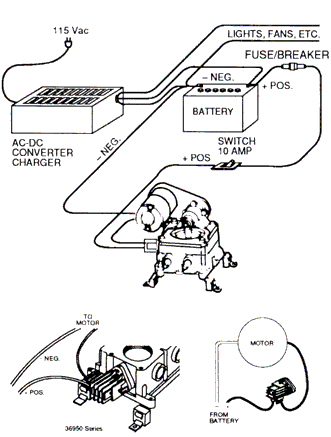 115 Vac
LIGHTS, FANS, ETC.
FUSE/BREAKER
– NEG.
+ POS.
BATTERY
AC-DC
CONVERTER
CHARGER
– NEG.
SWITCH
10 AMP
+ POS
TO
MOTOR
NEG.
+ POS.
36950 Series
MOTOR
FROM
BATTERY